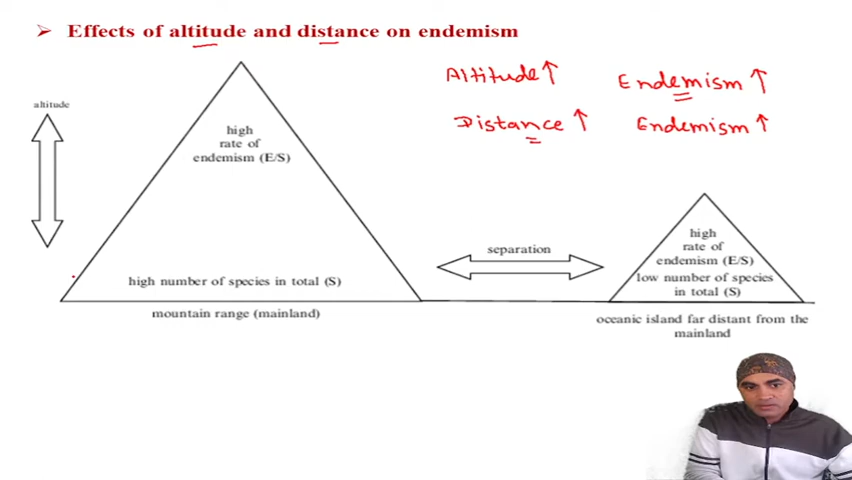 Effects of altitude and distance on endemism
Altitude ↑ Endemism ↑
Distance ↑ Endemism ↑
altitude
high
rate of
endemism (E/S)
high number of species in total (S)
mountain range (mainland)
separation
high
rate of
endemism (E/S)
low number of species
in total (S)
oceanic island far distant from the
mainland